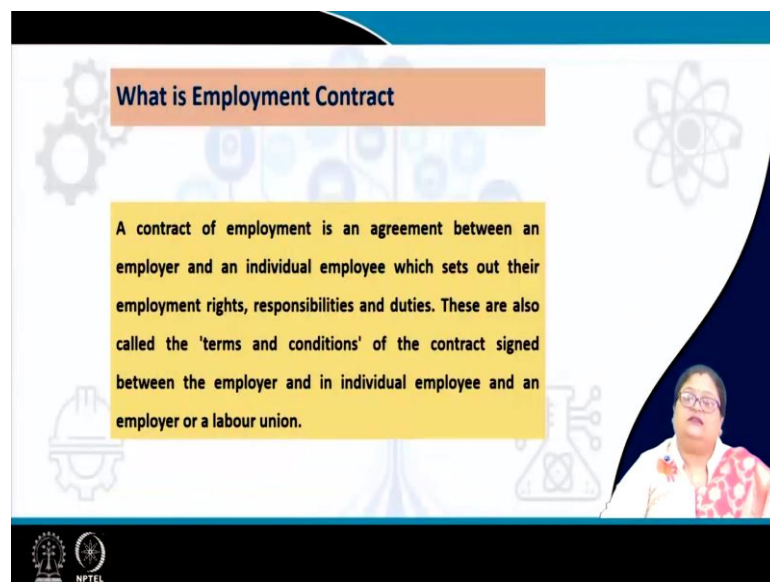 What is Employment Contract
A contract of employment is an agreement between an
employer and an individual employee which sets out their
employment rights, responsibilities and duties. These are also
called the 'terms and conditions' of the contract signed
between the employer and in individual employee and an
employer or a labour union.
NPTEL